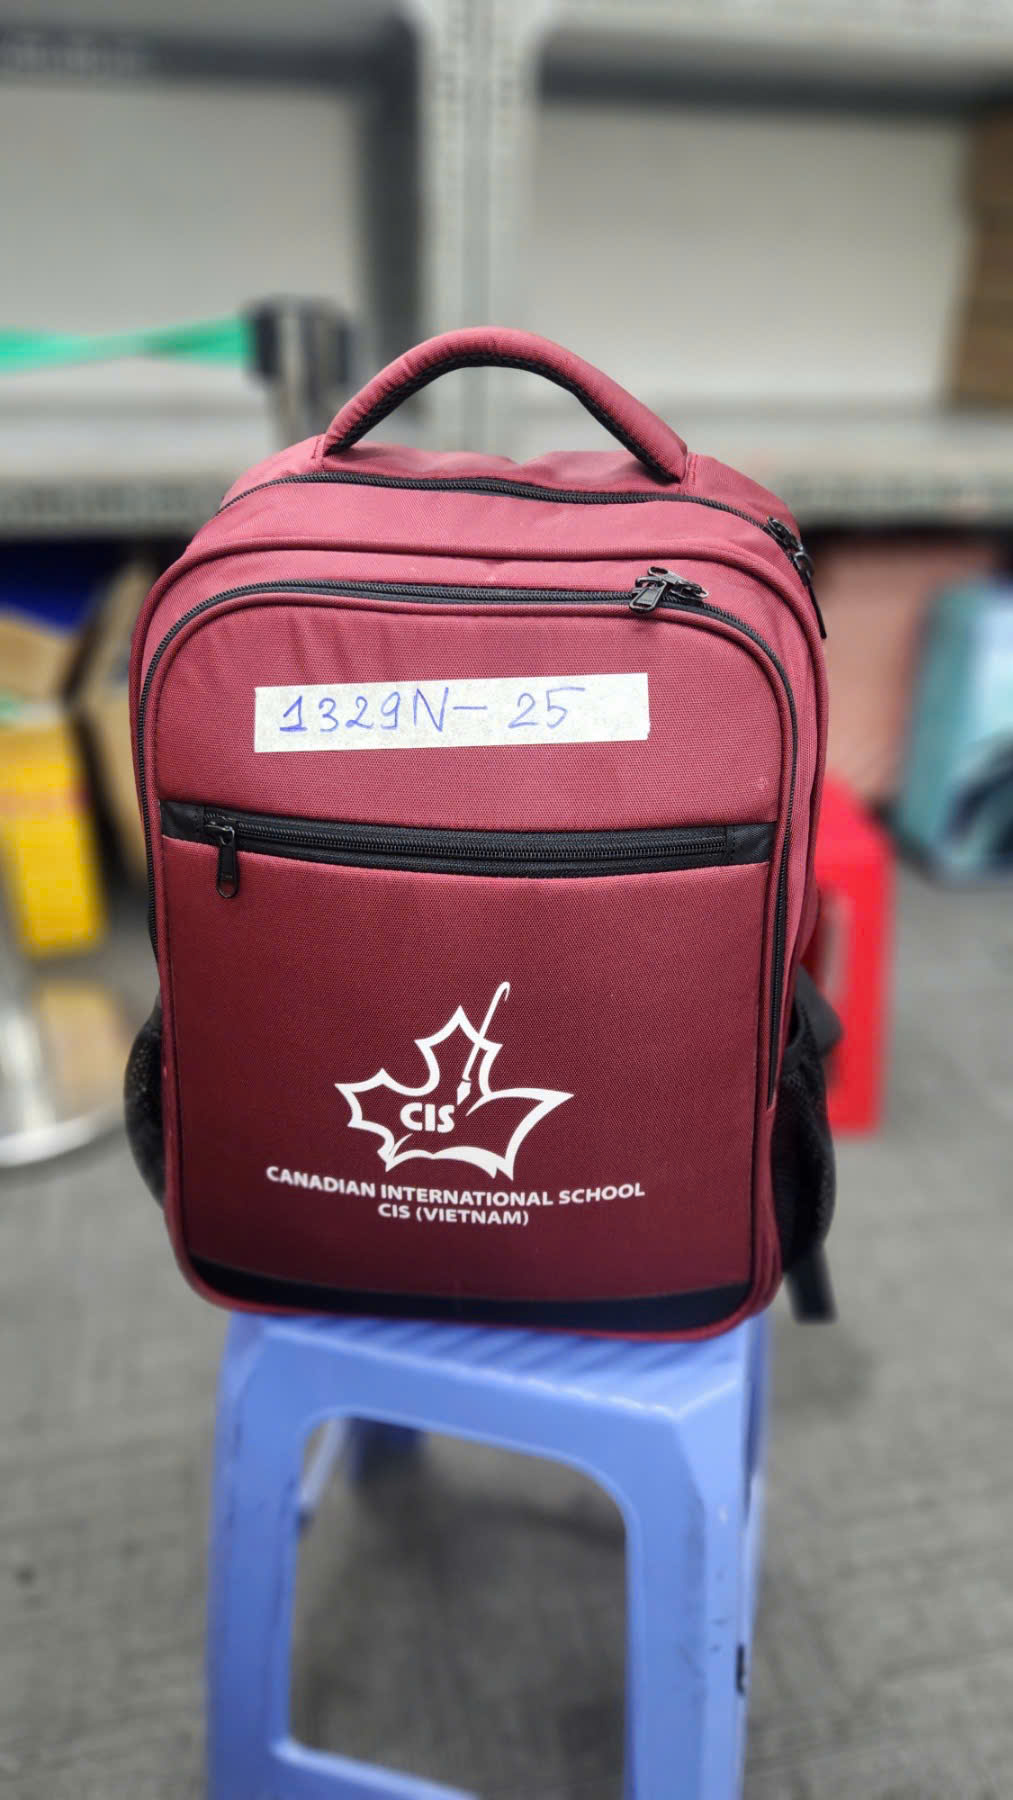 1329N- 25
CIS
CANADIAN INTERNATIONAL SCHOOL
CIS (VIETNAM)